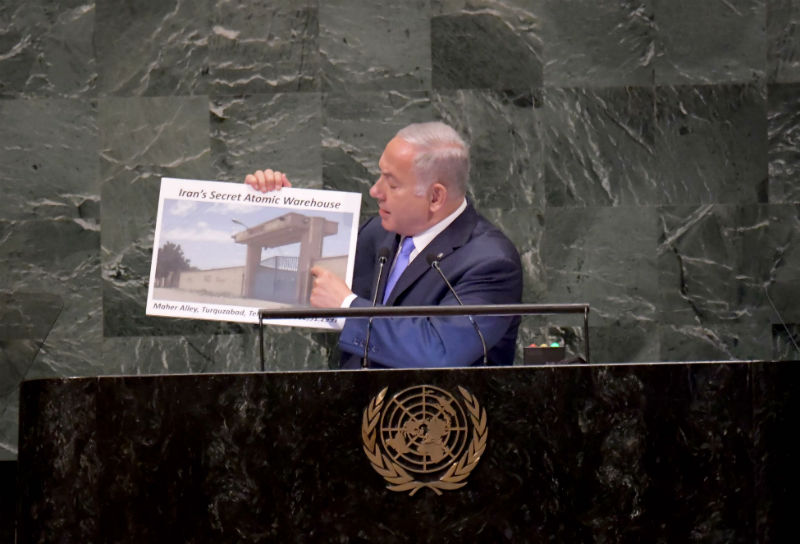 Iran's Secret Atomic Warehouse
Maher Alley, Turquzabad,